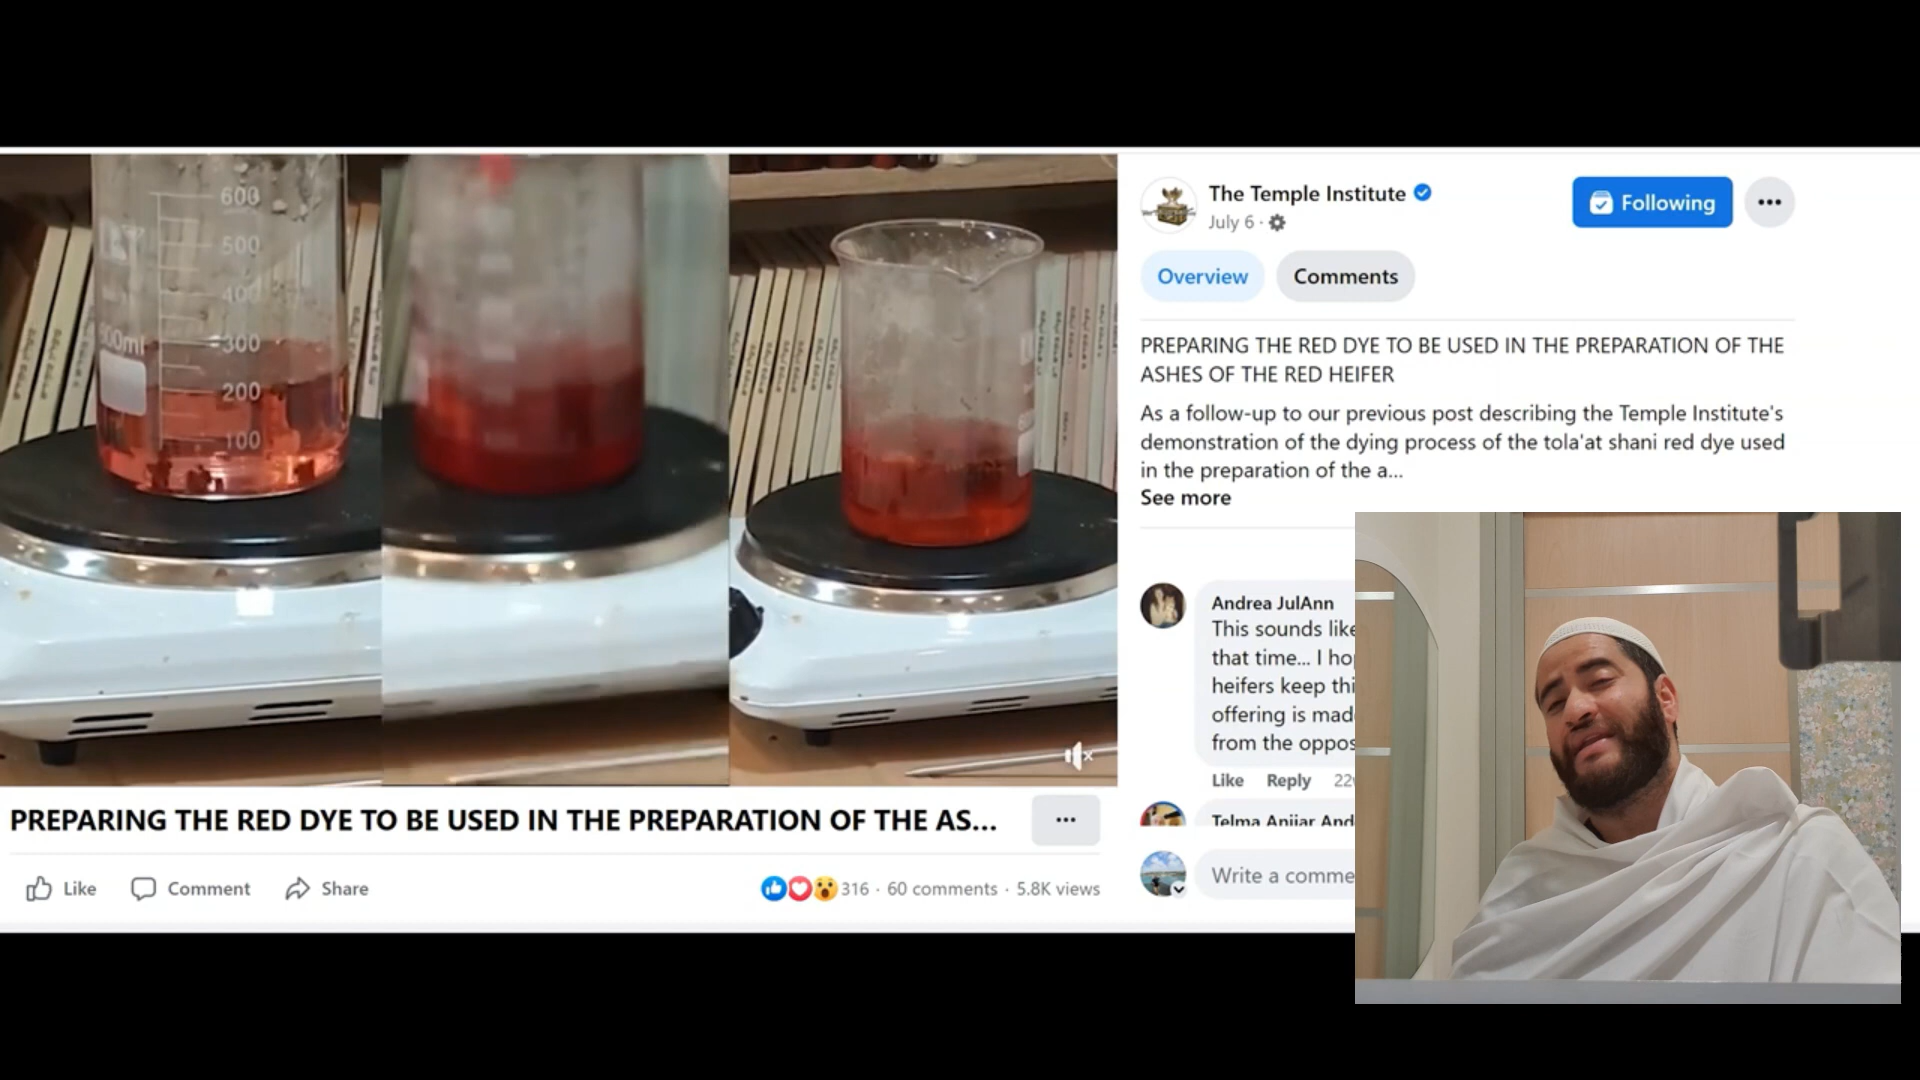 600
500
400
300
200
100
The Temple Institute
July 6 ·
Following
Overview
Comments
PREPARING THE RED DYE TO BE USED IN THE PREPARATION OF THE
ASHES OF THE RED HEIFER
As a follow-up to our previous post describing the Temple Institute's
demonstration of the dying process of the tola'at shani red dye used
in the preparation of the a...
See more
Andrea JulAnn
This sounds like
that time... I ho
heifers keep thi
offering is mad
from the oppos
Like Reply 22
Telma Anijar And
Write a comme
PREPARING THE RED DYE TO BE USED IN THE PREPARATION OF THE AS...
Like Comment Share
316 · 60 comments · 5.8K views